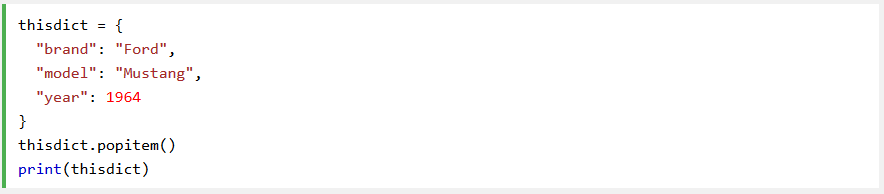 thisdict = {
  "brand": "Ford",
  "model": "Mustang",
  "year": 1964
}
thisdict.popitem()
print(thisdict)